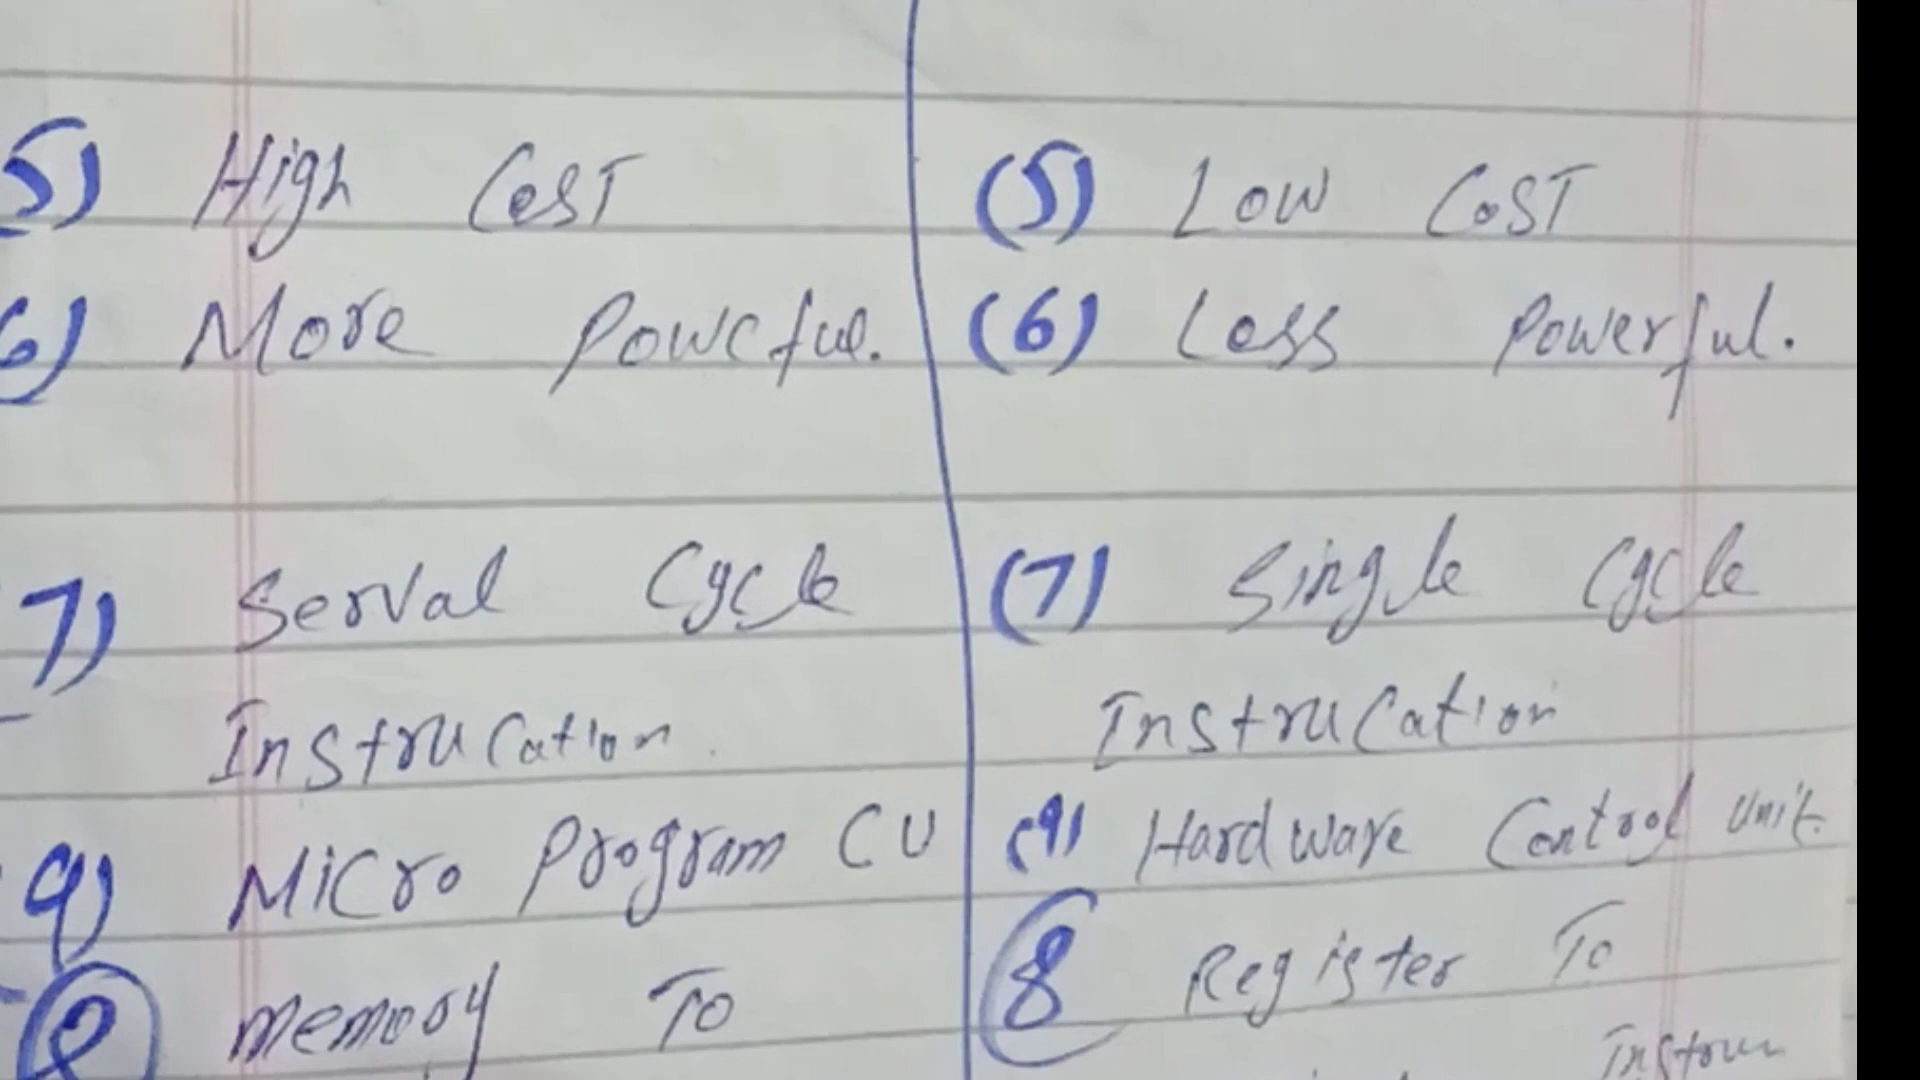 5) High Cost
6) More Powcful.
7) Serval Cycle
Instrucation.
9) Micro Program CU
8 memory To
(5) Low CosT
(6) Less Powerful.
(7) Single Cycle
Instrucation
(9) Hardware Control Unit.
8 Register To